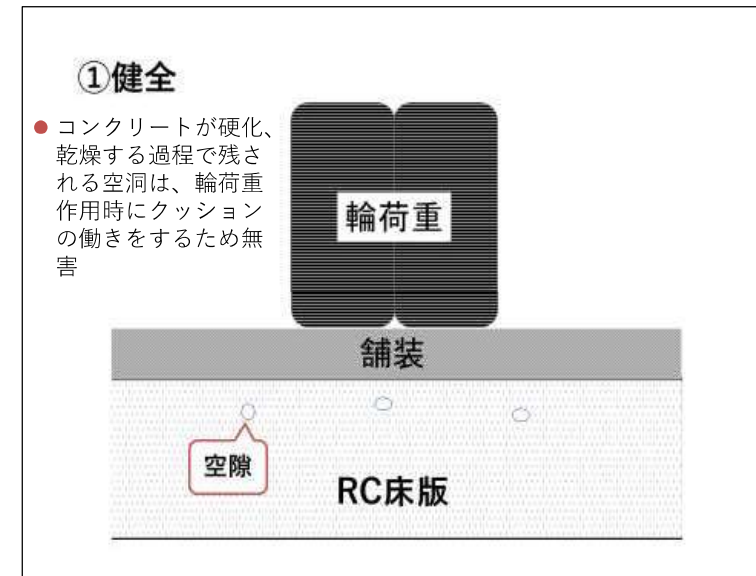 ①健全
● コンクリートが硬化、
乾燥する過程で残さ
れる空洞は、輪荷重
作用時にクッション
の働きをするため無
害
輪荷重
舗装
空隙
RC床版